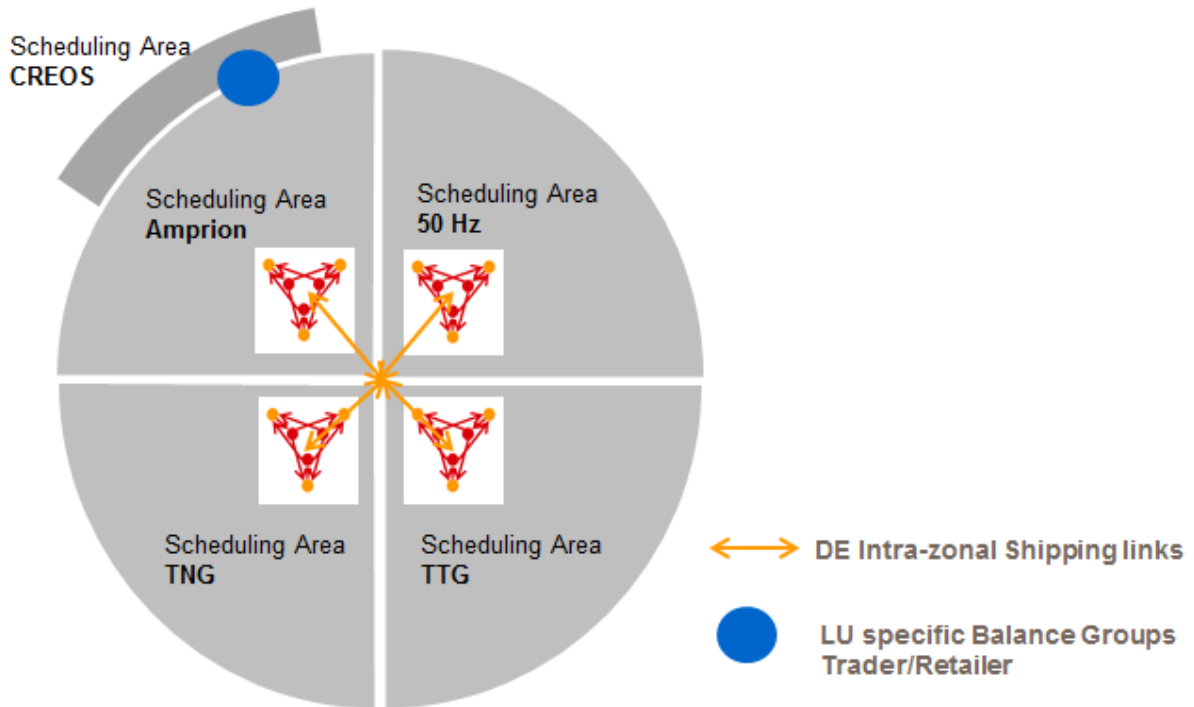 Scheduling Area
CREOS
Scheduling Area
Amprion
Scheduling Area
50 Hz
Scheduling Area
TNG
Scheduling Area
TTG
DE Intra-zonal Shipping links
LU specific Balance Groups
Trader/Retailer